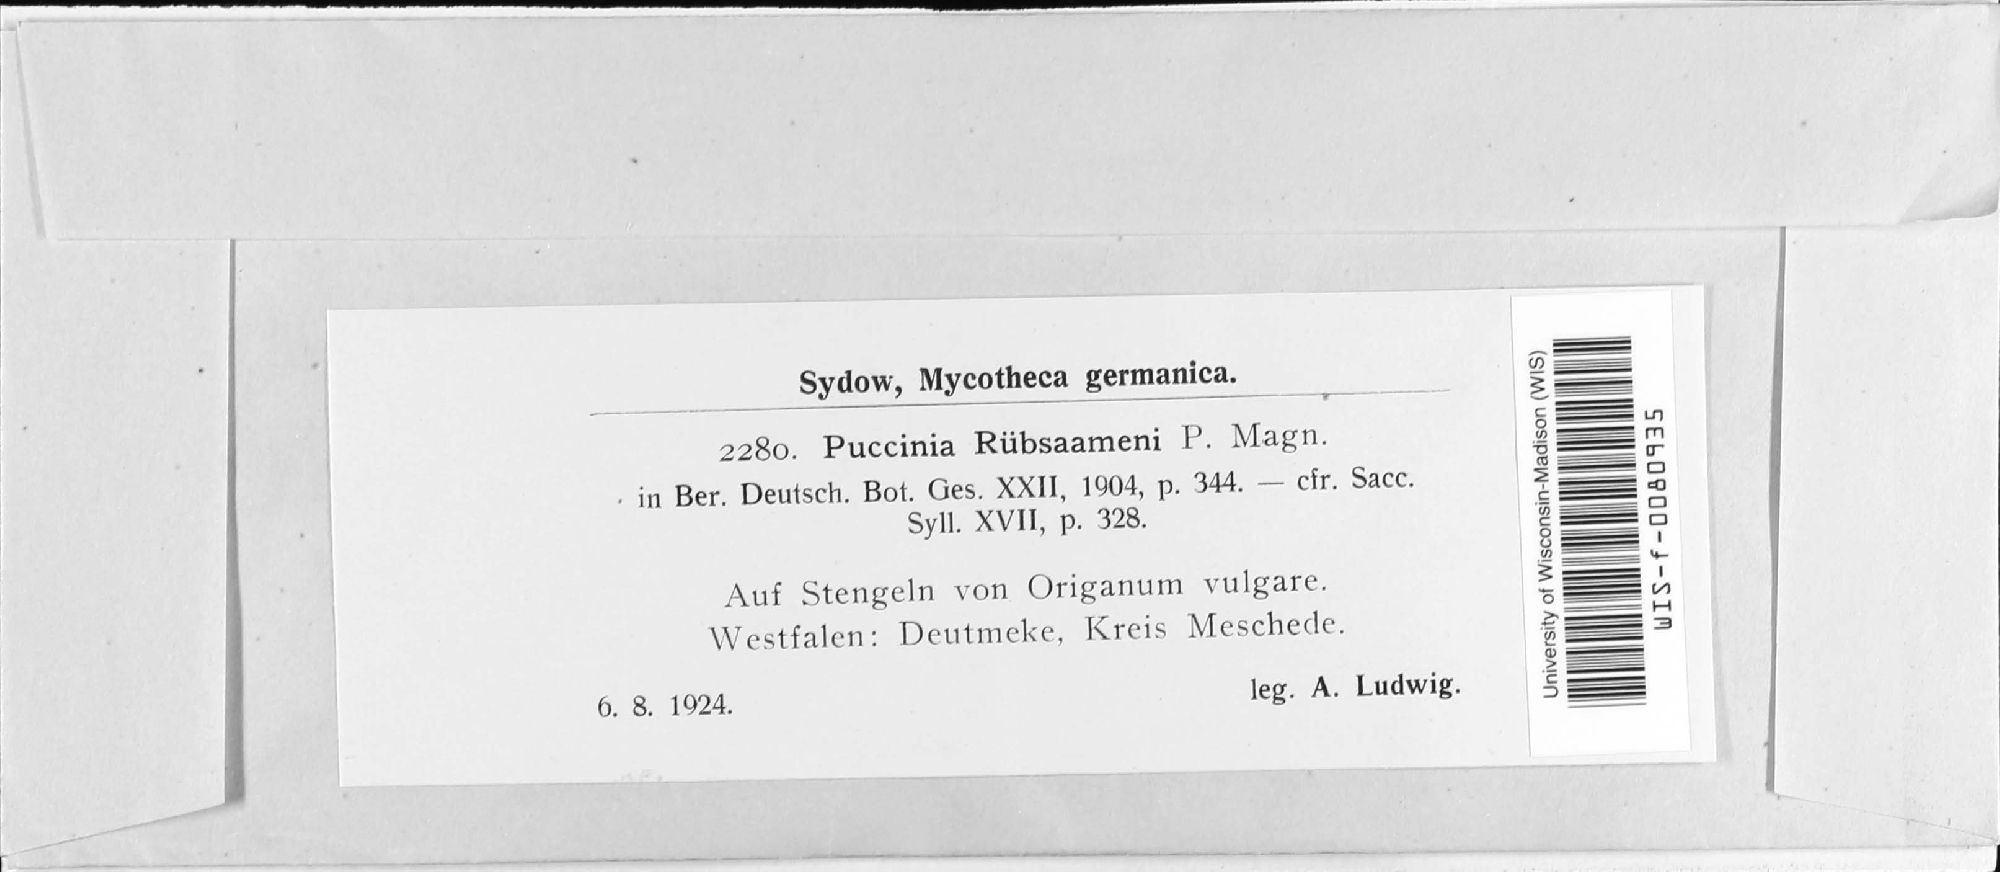 Sydow, Mycotheca germanica.
2280. Puccinia Rübsaameni P. Magn.
in Ber. Deutsch. Bot. Ges. XXII, 1904, p. 344. — cfr. Sacc.
Syll. XVII, p. 328.
Auf Stengeln von Origanum vulgare.
Westfalen: Deutmeke, Kreis Meschede.
6. 8. 1924.
leg. A. Ludwig.
University of Wisconsin-Madison (WIS)
WIS-f-0080935